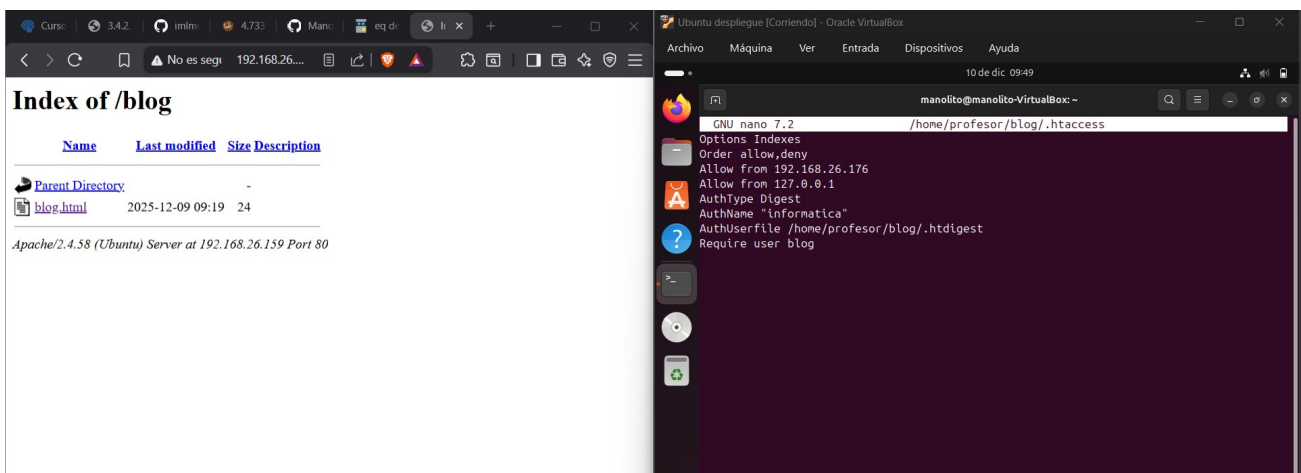 Curso
3.4.2.
imlm
4.733
Mano
eq de
No es segu 192.168.26....
Index of /blog
Name Last modified Size Description
Parent Directory -
blog.html 2025-12-09 09:19 24
Apache/2.4.58 (Ubuntu) Server at 192.168.26.159 Port 80
Ubuntu despliegue [Corriendo] - Oracle VirtualBox
Archivo Máquina Ver Entrada Dispositivos Ayuda
10 de dic 09:49
manolito@manolito-VirtualBox: ~
GNU nano 7.2 /home/profesor/blog/.htaccess
Options Indexes
Order allow,deny
Allow from 192.168.26.176
Allow from 127.0.0.1
AuthType Digest
AuthName "informatica"
AuthUserfile /home/profesor/blog/.htdigest
Require user blog